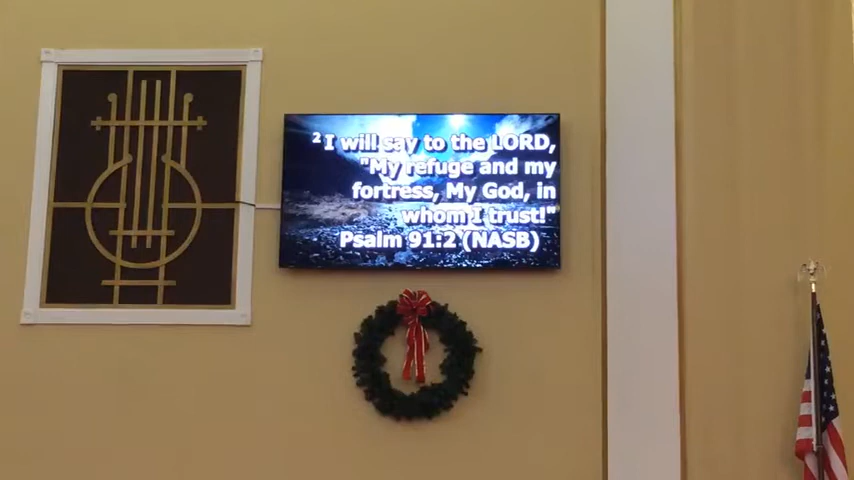 ² I will say to the LORD,
"My refuge and my
fortress, My God, in
whom I trust!"
Psalm 91:2 (NASB)